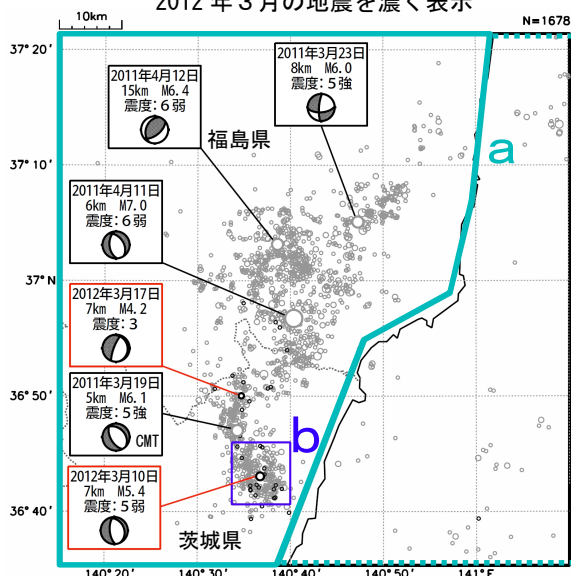 2012年3月の地震を濃く表示
10km
N=1678
37°20′
2011年4月12日
15km M6.4
震度:6弱
2011年3月23日
8km M6.0
震度:5強
福島県
a
37°10′
2011年4月11日
6km M7.0
震度:6弱
37°N
2012年3月17日
7km M4.2
震度:3
2011年3月19日
5km M6.1
震度:5強
CMT
36°50′
b
2012年3月10日
7km M5.4
震度:5弱
36°40′
茨城県
140°20′ 140°30′ 140°40′ 140°50′ 141°E